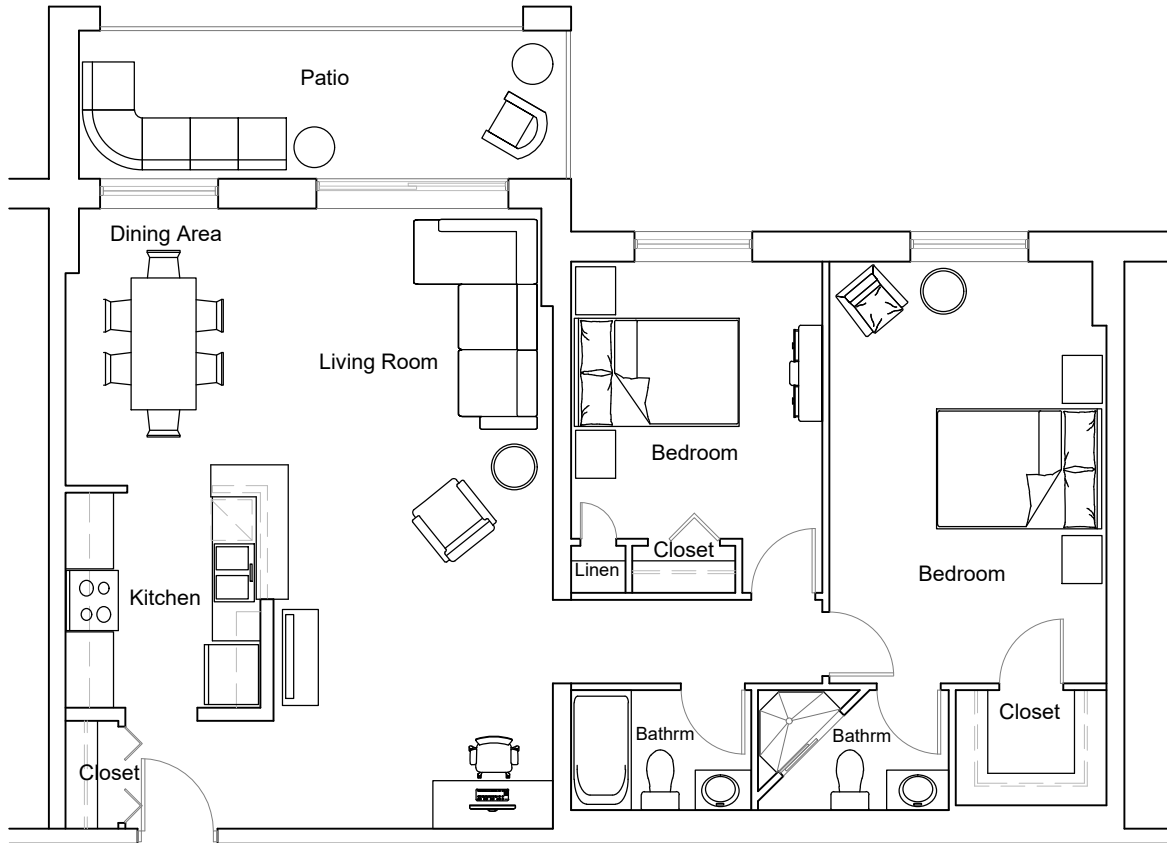 Patio
Dining Area
Living Room
Bedroom
Closet
Linen
Bedroom
Kitchen
Closet
Bathrm
Bathrm
Closet